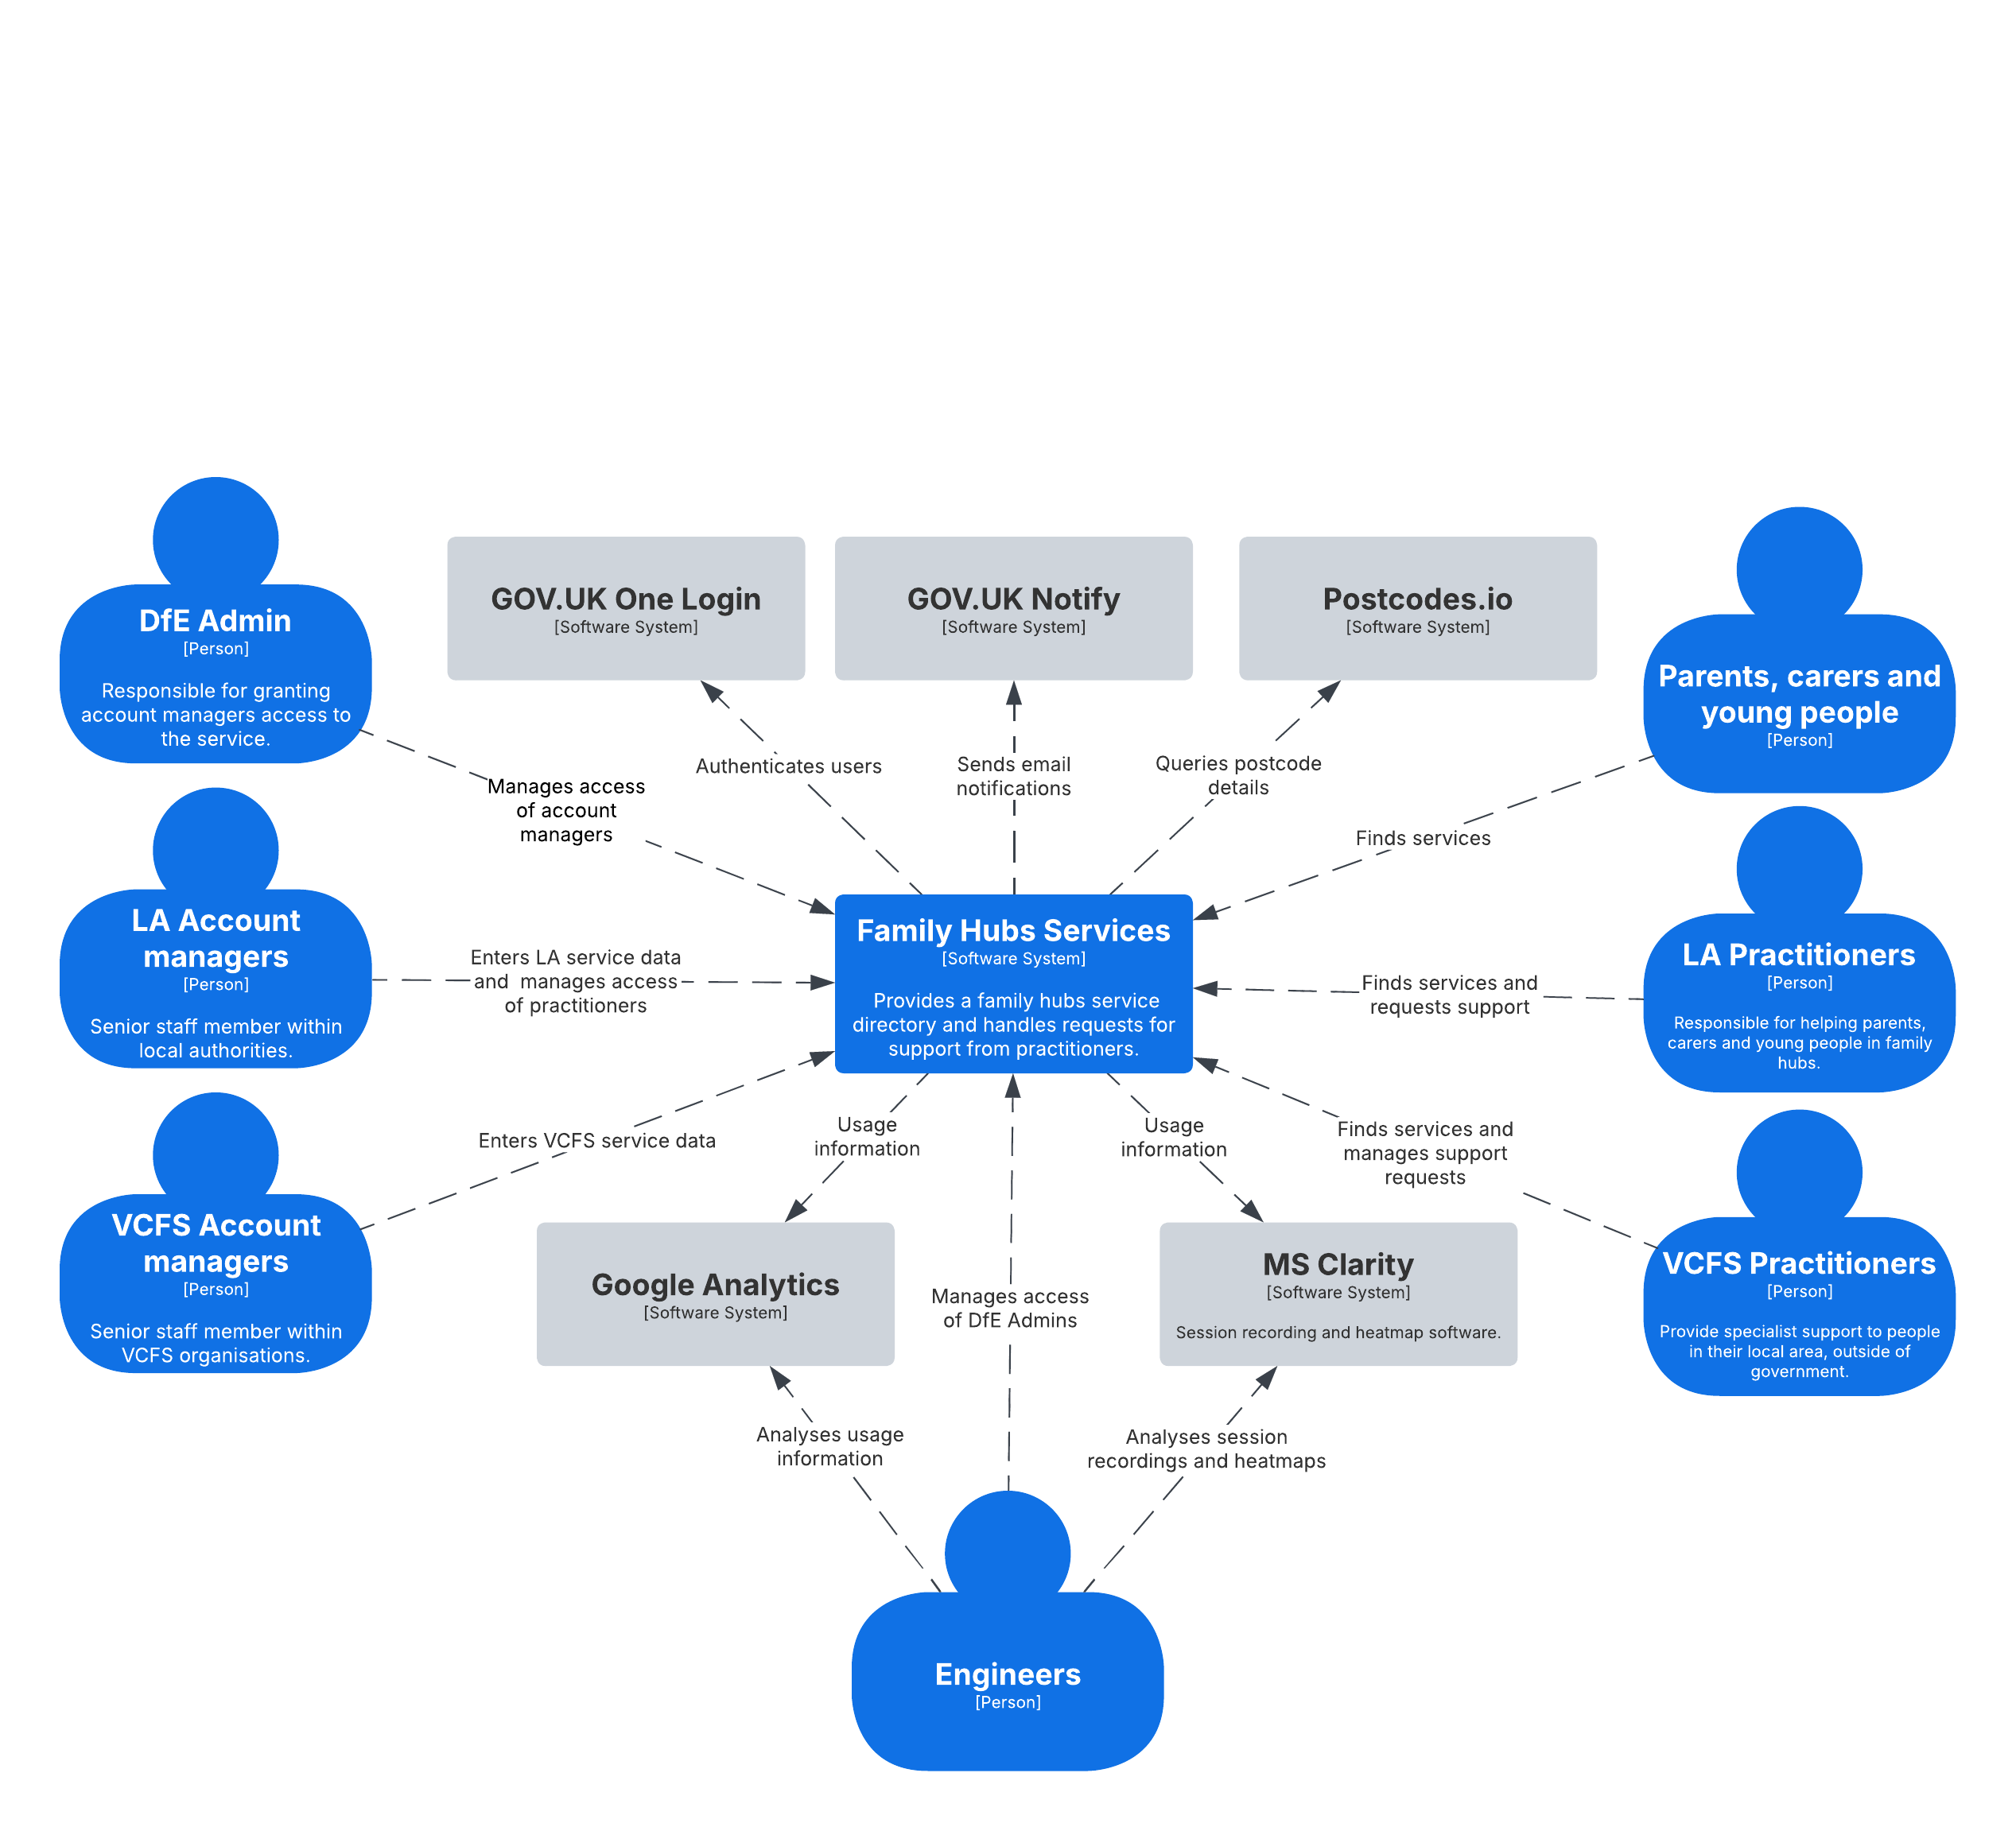 DfE Admin
[Person]
Responsible for granting
account managers access to
the service.
GOV.UK One Login
[Software System]
GOV.UK Notify
[Software System]
Postcodes.io
[Software System]
Parents, carers and
young people
[Person]
Manages access
of account
managers
Authenticates users
Sends email
notifications
Queries postcode
details
Finds services
LA Account
managers
[Person]
Senior staff member within
local authorities.
Enters LA service data
and  manages access
of practitioners
Family Hubs Services
[Software System]
Provides a family hubs service
directory and handles requests for
support from practitioners.
Finds services and
requests support
LA Practitioners
[Person]
Responsible for helping parents,
carers and young people in family
hubs.
Enters VCFS service data
Usage
information
Usage
information
Finds services and
manages support
requests
VCFS Account
managers
[Person]
Senior staff member within
VCFS organisations.
Google Analytics
[Software System]
Manages access
of DfE Admins
MS Clarity
[Software System]
Session recording and heatmap software.
VCFS Practitioners
[Person]
Provide specialist support to people
in their local area, outside of
government.
Analyses usage
information
Analyses session
recordings and heatmaps
Engineers
[Person]